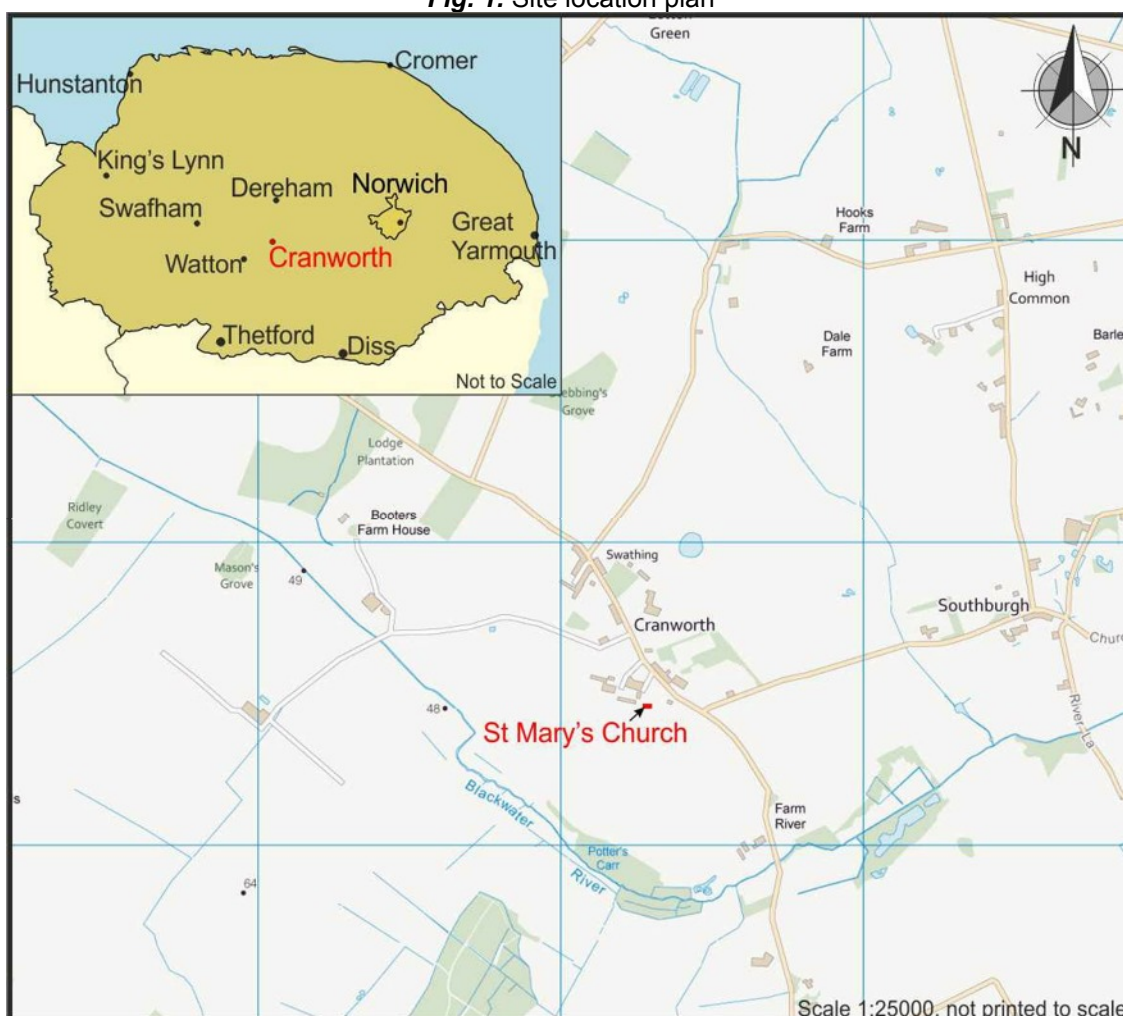 Fig. 1. Site location plan
Hunstanton
Cromer
King's Lynn
Dereham
Norwich
Swafham
Great
Yarmouth
Watton
Cranworth
Thetford
Diss
Not to Scale
Green
N
Hooks
Farm
High
Common
Dale
Farm
Grove
Lodge
Plantation
Ridley
Covert
Booters
Farm House
Mason's
Grove
49
Swathing
Cranworth
Southburgh
48
St Mary's Church
River La
Blackwater
River
Farm
River
Potter's
Carr
64
Scale 1:25000, not printed to scale